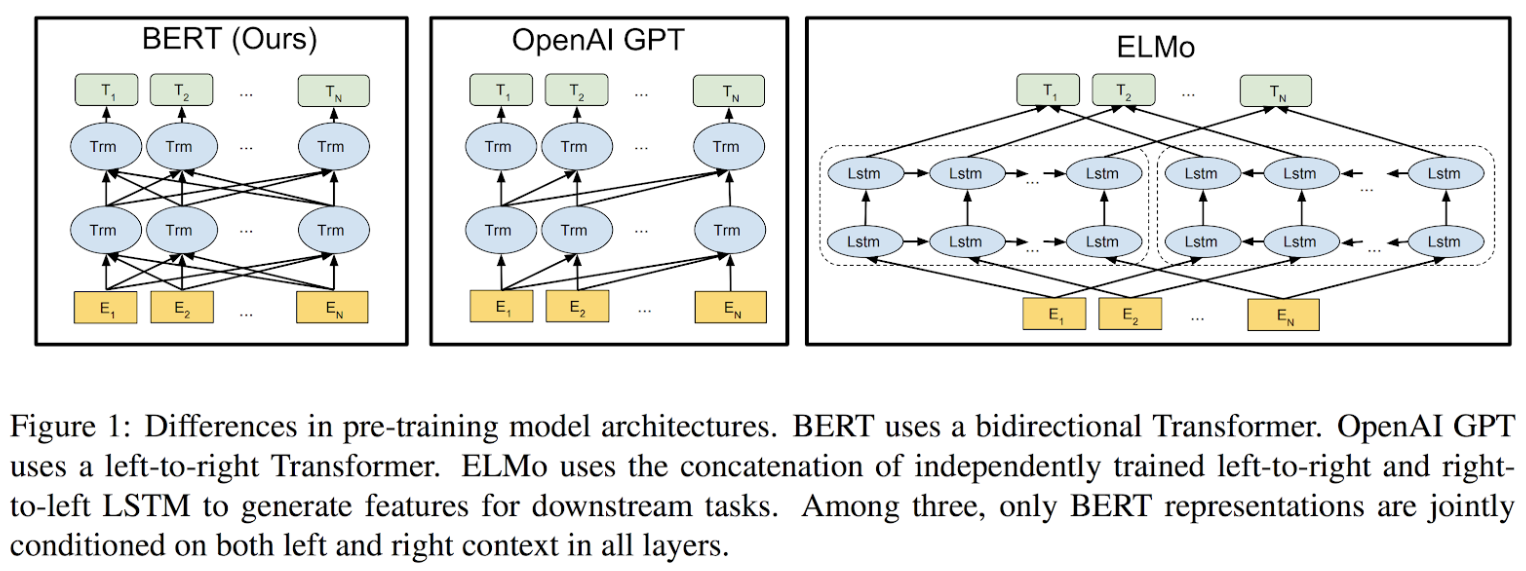 BERT (Ours)
T1 T2 ... TN
Trm Trm ... Trm
Trm Trm ... Trm
E1 E2 ... EN
OpenAI GPT
T1 T2 ... TN
Trm Trm ... Trm
Trm Trm ... Trm
E1 E2 ... EN
ELMo
T1 T2 ... TN
Lstm Lstm ... Lstm Lstm Lstm ... Lstm
Lstm Lstm ... Lstm Lstm Lstm ... Lstm
E1 E2 ... EN
Figure 1: Differences in pre-training model architectures. BERT uses a bidirectional Transformer. OpenAI GPT
uses a left-to-right Transformer. ELMo uses the concatenation of independently trained left-to-right and right-
to-left LSTM to generate features for downstream tasks. Among three, only BERT representations are jointly
conditioned on both left and right context in all layers.